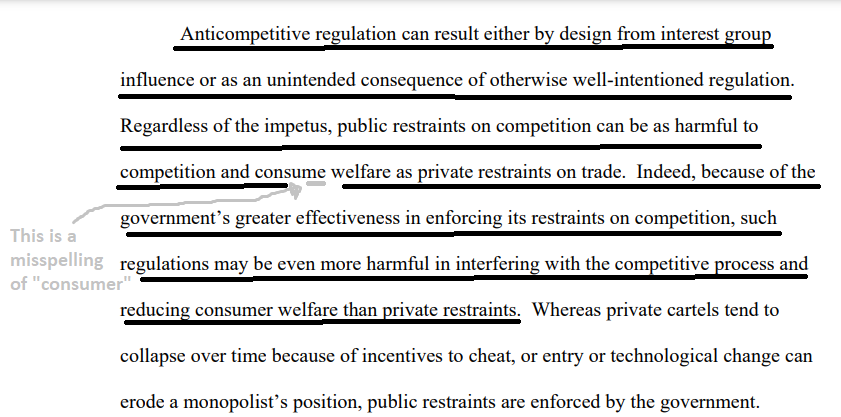 Anticompetitive regulation can result either by design from interest group
influence or as an unintended consequence of otherwise well-intentioned regulation.
Regardless of the impetus, public restraints on competition can be as harmful to
competition and consume welfare as private restraints on trade.  Indeed, because of the
government’s greater effectiveness in enforcing its restraints on competition, such
regulations may be even more harmful in interfering with the competitive process and
reducing consumer welfare than private restraints.  Whereas private cartels tend to
collapse over time because of incentives to cheat, or entry or technological change can
erode a monopolist’s position, public restraints are enforced by the government.
This is a
misspelling
of "consumer"